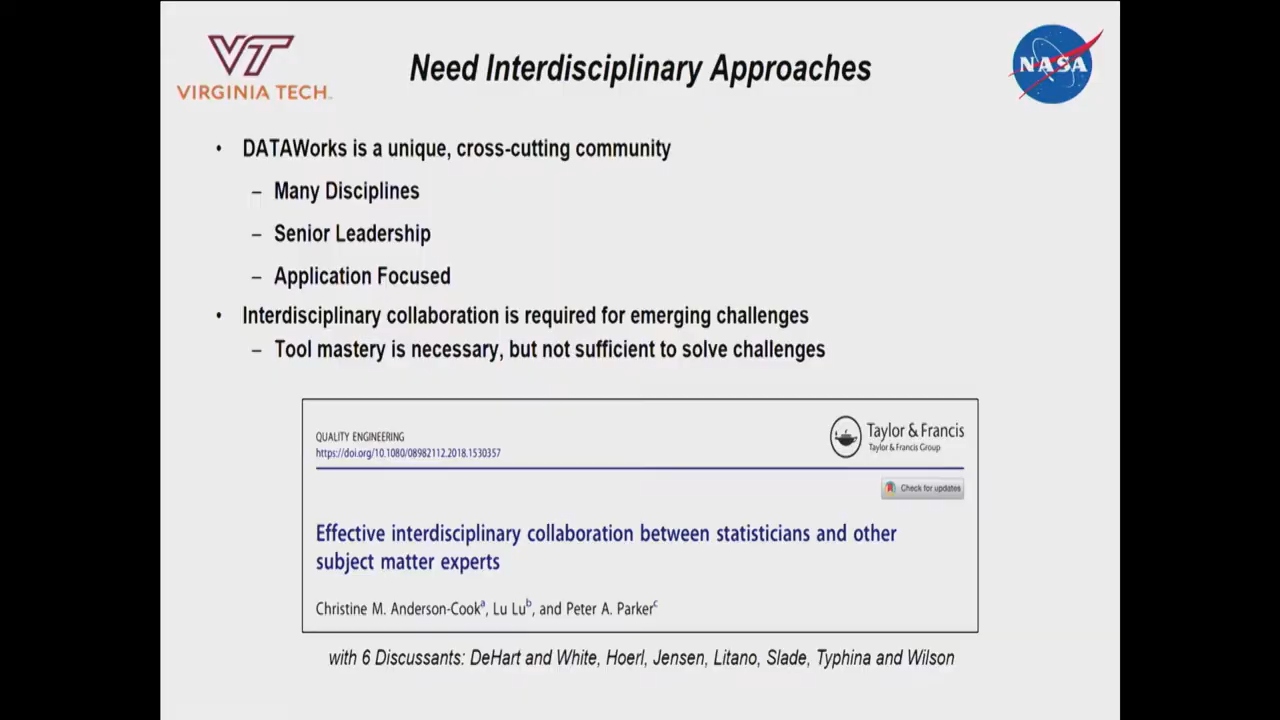 VT
VIRGINIA TECH.
Need Interdisciplinary Approaches
NASA
• DATAWorks is a unique, cross-cutting community
– Many Disciplines
– Senior Leadership
– Application Focused
• Interdisciplinary collaboration is required for emerging challenges
– Tool mastery is necessary, but not sufficient to solve challenges
QUALITY ENGINEERING
https://doi.org/10.1080/08982112.2018.1530357
Taylor & Francis
Taylor & Francis Group
Check for updates
Effective interdisciplinary collaboration between statisticians and other
subject matter experts
Christine M. Anderson-Cookᵃ, Lu Luᵇ, and Peter A. Parkerᶜ
with 6 Discussants: DeHart and White, Hoerl, Jensen, Litano, Slade, Typhina and Wilson